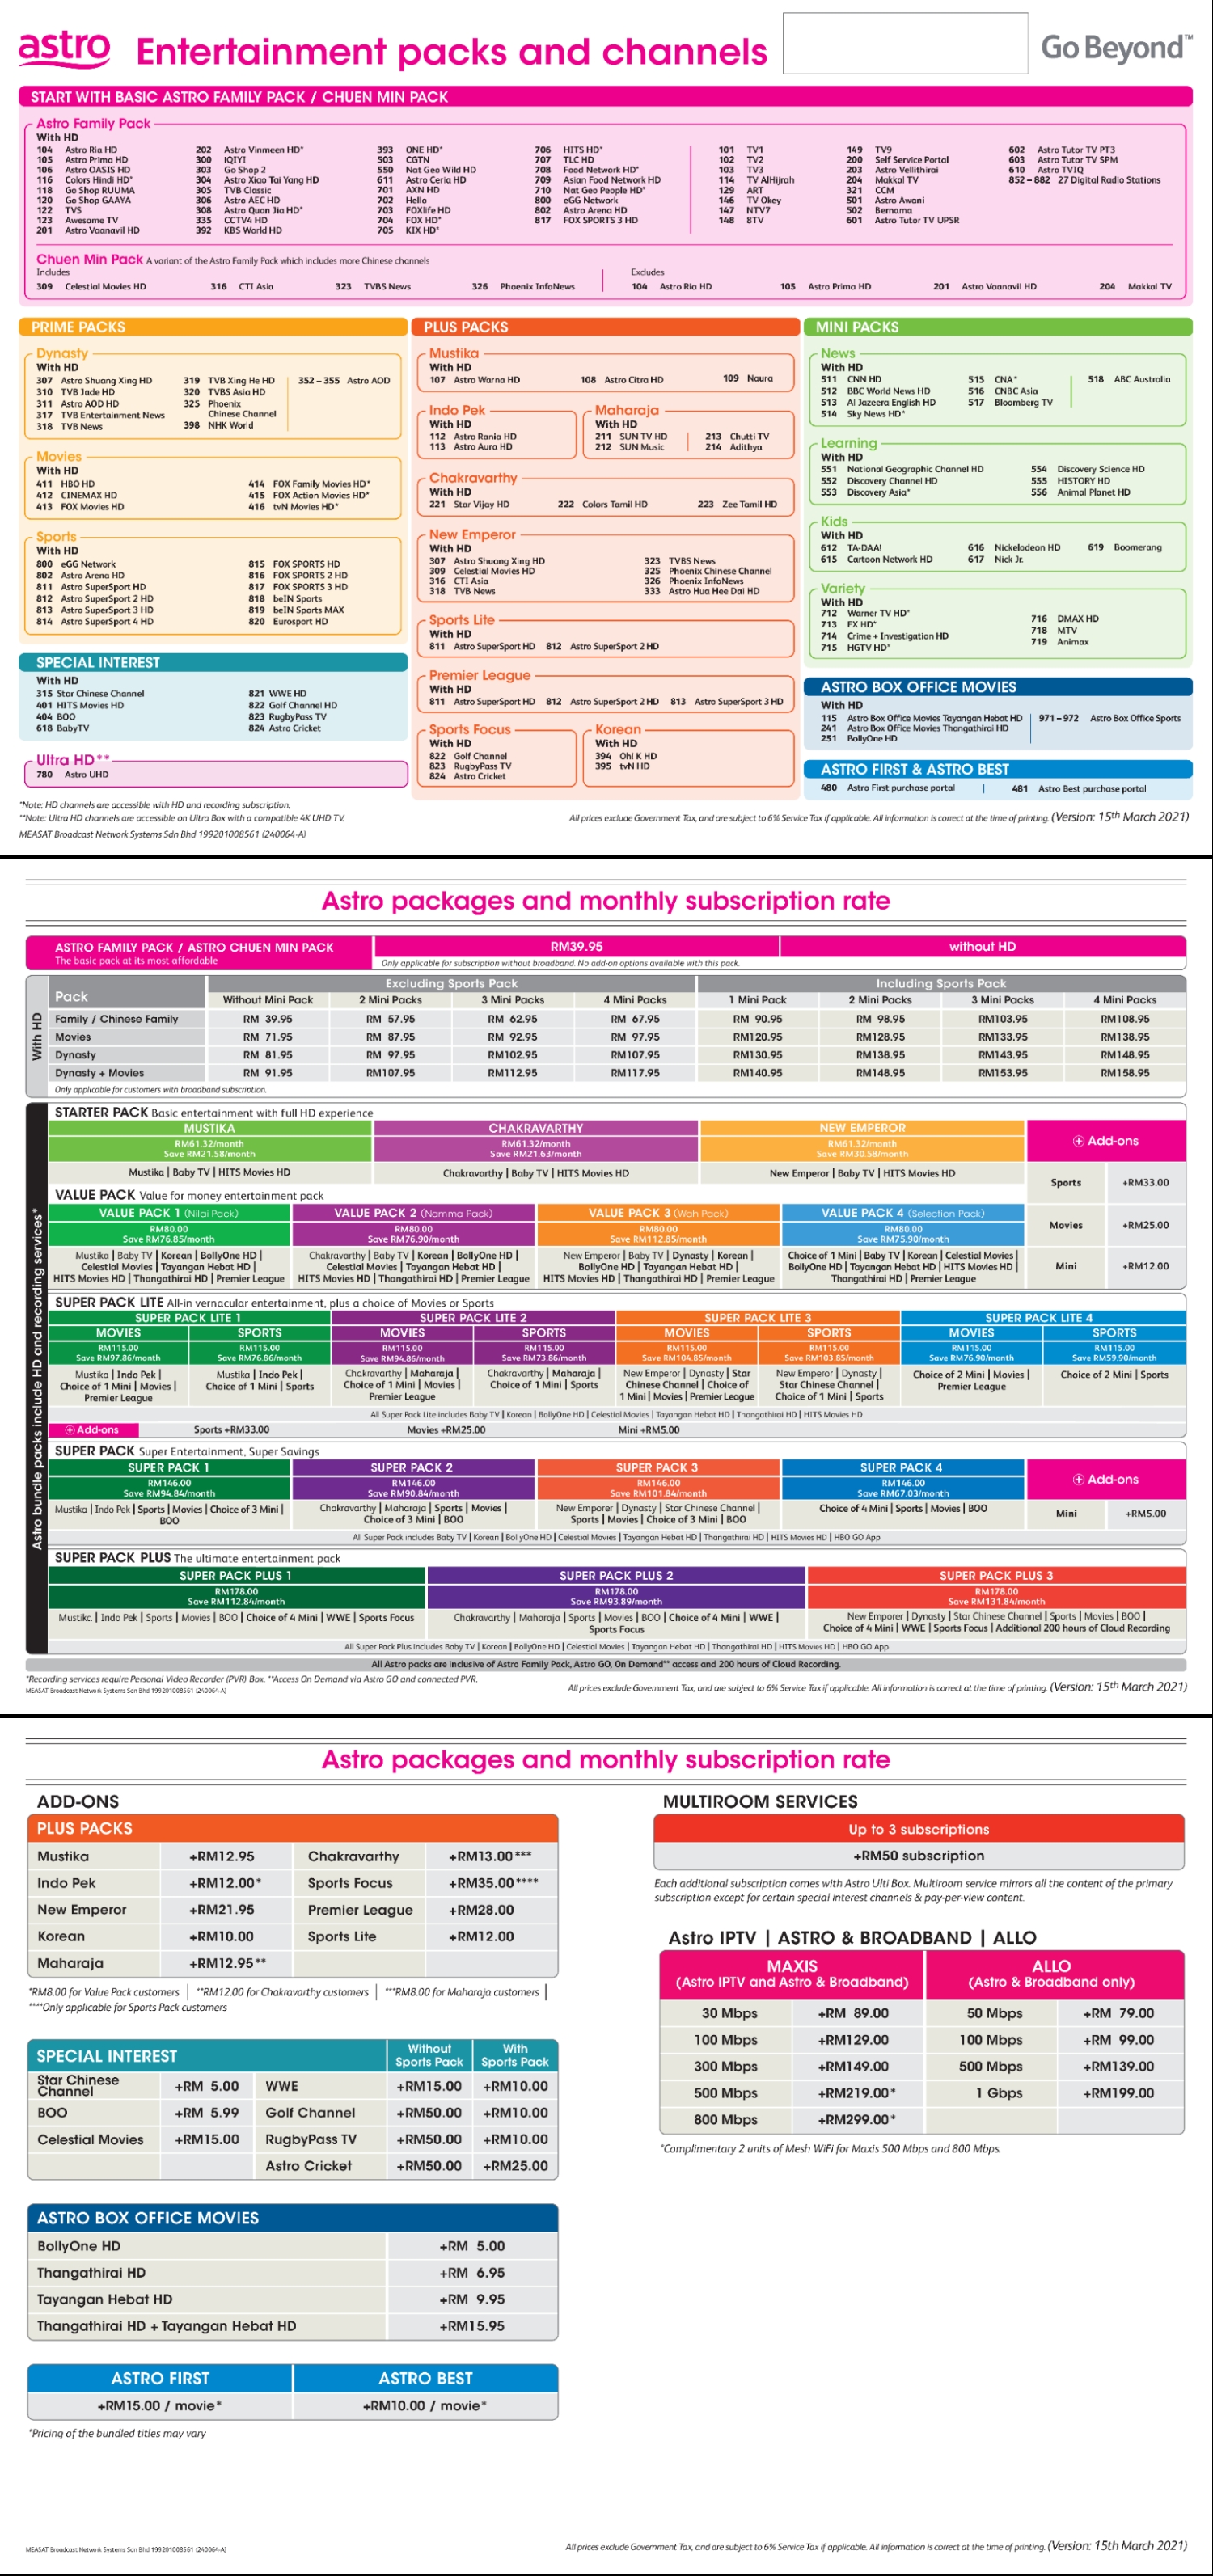 astro Entertainment packs and channels Go Beyond™
START WITH BASIC ASTRO FAMILY PACK / CHUEN MIN PACK
Astro Family Pack
With HD
104 Astro Ria HD
105 Astro Prima HD
106 Astro OASIS HD
116 Colors Hindi HD*
118 Go Shop RUUMA
120 Go Shop GAAYA
122 TVS
123 Awesome TV
201 Astro Vaanavil HD
202 Astro Vinmeen HD*
300 iQIYI
303 Go Shop 2
304 Astro Xiao Tai Yang HD
305 TVB Classic
306 Astro AEC HD
308 Astro Quan Jia HD*
335 CCTV4 HD
392 KBS World HD
393 ONE HD*
503 CGTN
550 Nat Geo Wild HD
611 Astro Ceria HD
701 AXN HD
702 Hello
703 FOXlife HD
704 FOX HD*
705 KIX HD*
706 HITS HD*
707 TLC HD
708 Food Network HD*
709 Asian Food Network HD
710 Nat Geo People HD*
800 eGG Network
802 Astro Arena HD
817 FOX SPORTS 3 HD
101 TV1
102 TV2
103 TV3
114 TV AlHijrah
129 ART
146 TV Okey
147 NTV7
148 8TV
149 TV9
200 Self Service Portal
203 Astro Vellithirai
204 Makkal TV
321 CCM
501 Astro Awani
502 Bernama
601 Astro Tutor TV UPSR
602 Astro Tutor TV PT3
603 Astro Tutor TV SPM
610 Astro TVIQ
852 – 882 27 Digital Radio Stations
Chuen Min Pack A variant of the Astro Family Pack which includes more Chinese channels
Includes
309 Celestial Movies HD 316 CTI Asia 323 TVBS News 326 Phoenix InfoNews
Excludes
104 Astro Ria HD 105 Astro Prima HD 201 Astro Vaanavil HD 204 Makkal TV
PRIME PACKS
Dynasty
With HD
307 Astro Shuang Xing HD
310 TVB Jade HD
311 Astro AOD HD
317 TVB Entertainment News
318 TVB News
319 TVB Xing He HD
320 TVBS Asia HD
325 Phoenix
Chinese Channel
398 NHK World
352 – 355 Astro AOD
Movies
With HD
411 HBO HD
412 CINEMAX HD
413 FOX Movies HD
414 FOX Family Movies HD*
415 FOX Action Movies HD*
416 tvN Movies HD*
Sports
With HD
800 eGG Network
802 Astro Arena HD
811 Astro SuperSport HD
812 Astro SuperSport 2 HD
813 Astro SuperSport 3 HD
814 Astro SuperSport 4 HD
815 FOX SPORTS HD
816 FOX SPORTS 2 HD
817 FOX SPORTS 3 HD
818 beIN Sports
819 beIN Sports MAX
820 Eurosport HD
SPECIAL INTEREST
With HD
315 Star Chinese Channel
401 HITS Movies HD
404 BOO
618 BabyTV
821 WWE HD
822 Golf Channel HD
823 RugbyPass TV
824 Astro Cricket
Ultra HD**
780 Astro UHD
PLUS PACKS
Mustika
With HD
107 Astro Warna HD 108 Astro Citra HD 109 Naura
Indo Pek
With HD
112 Astro Rania HD
113 Astro Aura HD
Maharaja
With HD
211 SUN TV HD
212 SUN Music
213 Chutti TV
214 Adithya
Chakravarthy
With HD
221 Star Vijay HD 222 Colors Tamil HD 223 Zee Tamil HD
New Emperor
With HD
307 Astro Shuang Xing HD
309 Celestial Movies HD
316 CTI Asia
318 TVB News
323 TVBS News
325 Phoenix Chinese Channel
326 Phoenix InfoNews
333 Astro Hua Hee Dai HD
Sports Lite
With HD
811 Astro SuperSport HD 812 Astro SuperSport 2 HD
Premier League
With HD
811 Astro SuperSport HD 812 Astro SuperSport 2 HD 813 Astro SuperSport 3 HD
Sports Focus
With HD
822 Golf Channel
823 RugbyPass TV
824 Astro Cricket
Korean
With HD
394 Oh! K HD
395 tvN HD
MINI PACKS
News
With HD
511 CNN HD
512 BBC World News HD
513 Al Jazeera English HD
514 Sky News HD*
515 CNA*
516 CNBC Asia
517 Bloomberg TV
518 ABC Australia
Learning
With HD
551 National Geographic Channel HD
552 Discovery Channel HD
553 Discovery Asia*
554 Discovery Science HD
555 HISTORY HD
556 Animal Planet HD
Kids
With HD
612 TA-DAA!
615 Cartoon Network HD
616 Nickelodeon HD
617 Nick Jr.
619 Boomerang
Variety
With HD
712 Warner TV HD*
713 FX HD*
714 Crime + Investigation HD
715 HGTV HD*
716 DMAX HD
718 MTV
719 Animax
ASTRO BOX OFFICE MOVIES
With HD
115 Astro Box Office Movies Tayangan Hebat HD
241 Astro Box Office Movies Thangathirai HD
251 BollyOne HD
971 – 972 Astro Box Office Sports
ASTRO FIRST & ASTRO BEST
480 Astro First purchase portal 481 Astro Best purchase portal
*Note: HD channels are accessible with HD and recording subscription.
**Note: Ultra HD channels are accessible on Ultra Box with a compatible 4K UHD TV.
MEASAT Broadcast Network Systems Sdn Bhd 199201008561 (240064-A)
All prices exclude Government Tax, and are subject to 6% Service Tax if applicable. All information is correct at the time of printing. (Version: 15th March 2021)
Astro packages and monthly subscription rate
ASTRO FAMILY PACK / ASTRO CHUEN MIN PACK RM39.95 without HD
The basic pack at its most affordable Only applicable for subscription without broadband. No add-on options available with this pack.
With HD
Pack Excluding Sports Pack Including Sports Pack
Without Mini Pack 2 Mini Packs 3 Mini Packs 4 Mini Packs 1 Mini Pack 2 Mini Packs 3 Mini Packs 4 Mini Packs
Family / Chinese Family RM 39.95 RM 57.95 RM 62.95 RM 67.95 RM 90.95 RM 98.95 RM103.95 RM108.95
Movies RM 71.95 RM 87.95 RM 92.95 RM 97.95 RM120.95 RM128.95 RM133.95 RM138.95
Dynasty RM 81.95 RM 97.95 RM102.95 RM107.95 RM130.95 RM138.95 RM143.95 RM148.95
Dynasty + Movies RM 91.95 RM107.95 RM112.95 RM117.95 RM140.95 RM148.95 RM153.95 RM158.95
Only applicable for customers with broadband subscription.
Astro bundle packs include HD and recording services*
STARTER PACK Basic entertainment with full HD experience
MUSTIKA CHAKRAVARTHY NEW EMPEROR
RM61.32/month RM61.32/month RM61.32/month
Save RM21.58/month Save RM21.63/month Save RM30.58/month
Mustika | Baby TV | HITS Movies HD Chakravarthy | Baby TV | HITS Movies HD New Emperor | Baby TV | HITS Movies HD
Add-ons
Sports +RM33.00
Movies +RM25.00
Mini +RM12.00
VALUE PACK Value for money entertainment pack
VALUE PACK 1 (Nilai Pack) VALUE PACK 2 (Namma Pack) VALUE PACK 3 (Wah Pack) VALUE PACK 4 (Selection Pack)
RM80.00 RM80.00 RM80.00 RM80.00
Save RM76.85/month Save RM76.90/month Save RM112.85/month Save RM75.90/month
Mustika | Baby TV | Korean | BollyOne HD |
Celestial Movies | Tayangan Hebat HD |
HITS Movies HD | Thangathirai HD | Premier League
Chakravarthy | Baby TV | Korean | BollyOne HD |
Celestial Movies | Tayangan Hebat HD |
HITS Movies HD | Thangathirai HD | Premier League
New Emperor | Baby TV | Dynasty | Korean |
BollyOne HD | Tayangan Hebat HD |
HITS Movies HD | Thangathirai HD | Premier League
Choice of 1 Mini | Baby TV | Korean | Celestial Movies |
BollyOne HD | Tayangan Hebat HD | HITS Movies HD |
Thangathirai HD | Premier League
SUPER PACK LITE All-in vernacular entertainment, plus a choice of Movies or Sports
SUPER PACK LITE 1 SUPER PACK LITE 2 SUPER PACK LITE 3 SUPER PACK LITE 4
MOVIES SPORTS MOVIES SPORTS MOVIES SPORTS MOVIES SPORTS
RM115.00 RM115.00 RM115.00 RM115.00 RM115.00 RM115.00 RM115.00 RM115.00
Save RM97.86/month Save RM76.86/month Save RM94.86/month Save RM73.86/month Save RM104.85/month Save RM103.85/month Save RM76.90/month Save RM59.90/month
Mustika | Indo Pek |
Choice of 1 Mini | Movies |
Premier League
Mustika | Indo Pek |
Choice of 1 Mini | Sports
Chakravarthy | Maharaja |
Choice of 1 Mini | Movies |
Premier League
Chakravarthy | Maharaja |
Choice of 1 Mini | Sports
New Emperor | Dynasty | Star
Chinese Channel | Choice of
1 Mini | Movies | Premier League
New Emperor | Dynasty |
Star Chinese Channel |
Choice of 1 Mini | Sports
Choice of 2 Mini | Movies |
Premier League
Choice of 2 Mini | Sports
All Super Pack Lite includes Baby TV | Korean | BollyOne HD | Celestial Movies | Tayangan Hebat HD | Thangathirai HD | HITS Movies HD
Add-ons Sports +RM33.00 Movies +RM25.00 Mini +RM5.00
SUPER PACK Super Entertainment, Super Savings
SUPER PACK 1 SUPER PACK 2 SUPER PACK 3 SUPER PACK 4
RM146.00 RM146.00 RM146.00 RM146.00
Save RM94.84/month Save RM90.84/month Save RM101.84/month Save RM67.03/month
Mustika | Indo Pek | Sports | Movies | Choice of 3 Mini |
BOO
Chakravarthy | Maharaja | Sports | Movies |
Choice of 3 Mini | BOO
New Emporer | Dynasty | Star Chinese Channel |
Sports | Movies | Choice of 3 Mini | BOO
Choice of 4 Mini | Sports | Movies | BOO
Add-ons
Mini +RM5.00
All Super Pack includes Baby TV | Korean | BollyOne HD | Celestial Movies | Tayangan Hebat HD | Thangathirai HD | HITS Movies HD | HBO GO App
SUPER PACK PLUS The ultimate entertainment pack
SUPER PACK PLUS 1 SUPER PACK PLUS 2 SUPER PACK PLUS 3
RM178.00 RM178.00 RM178.00
Save RM112.84/month Save RM93.89/month Save RM131.84/month
Mustika | Indo Pek | Sports | Movies | BOO | Choice of 4 Mini | WWE | Sports Focus
Chakravarthy | Maharaja | Sports | Movies | BOO | Choice of 4 Mini | WWE |
Sports Focus
New Emporer | Dynasty | Star Chinese Channel | Sports | Movies | BOO |
Choice of 4 Mini | WWE | Sports Focus | Additional 200 hours of Cloud Recording
All Super Pack Plus includes Baby TV | Korean | BollyOne HD | Celestial Movies | Tayangan Hebat HD | Thangathirai HD | HITS Movies HD | HBO GO App
All Astro packs are inclusive of Astro Family Pack, Astro GO, On Demand** access and 200 hours of Cloud Recording.
*Recording services require Personal Video Recorder (PVR) Box. **Access On Demand via Astro GO and connected PVR.
MEASAT Broadcast Network Systems Sdn Bhd 199201008561 (240064-A)
All prices exclude Government Tax, and are subject to 6% Service Tax if applicable. All information is correct at the time of printing. (Version: 15th March 2021)
Astro packages and monthly subscription rate
ADD-ONS
PLUS PACKS
Mustika +RM12.95 Chakravarthy +RM13.00***
Indo Pek +RM12.00* Sports Focus +RM35.00****
New Emperor +RM21.95 Premier League +RM28.00
Korean +RM10.00 Sports Lite +RM12.00
Maharaja +RM12.95**
*RM8.00 for Value Pack customers | **RM12.00 for Chakravarthy customers | ***RM8.00 for Maharaja customers |
****Only applicable for Sports Pack customers
SPECIAL INTEREST Without Sports Pack With Sports Pack
Star Chinese Channel +RM 5.00 WWE +RM15.00 +RM10.00
BOO +RM 5.99 Golf Channel +RM50.00 +RM10.00
Celestial Movies +RM15.00 RugbyPass TV +RM50.00 +RM10.00
Astro Cricket +RM50.00 +RM25.00
ASTRO BOX OFFICE MOVIES
BollyOne HD +RM 5.00
Thangathirai HD +RM 6.95
Tayangan Hebat HD +RM 9.95
Thangathirai HD + Tayangan Hebat HD +RM15.95
ASTRO FIRST ASTRO BEST
+RM15.00 / movie* +RM10.00 / movie*
*Pricing of the bundled titles may vary
MULTIROOM SERVICES
Up to 3 subscriptions
+RM50 subscription
Each additional subscription comes with Astro Ulti Box. Multiroom service mirrors all the content of the primary
subscription except for certain special interest channels & pay-per-view content.
Astro IPTV | ASTRO & BROADBAND | ALLO
MAXIS ALLO
(Astro IPTV and Astro & Broadband) (Astro & Broadband only)
30 Mbps +RM 89.00 50 Mbps +RM 79.00
100 Mbps +RM129.00 100 Mbps +RM 99.00
300 Mbps +RM149.00 500 Mbps +RM139.00
500 Mbps +RM219.00* 1 Gbps +RM199.00
800 Mbps +RM299.00*
*Complimentary 2 units of Mesh WiFi for Maxis 500 Mbps and 800 Mbps.
MEASAT Broadcast Network Systems Sdn Bhd 199201008561 (240064-A)
All prices exclude Government Tax, and are subject to 6% Service Tax if applicable. All information is correct at the time of printing. (Version: 15th March 2021)